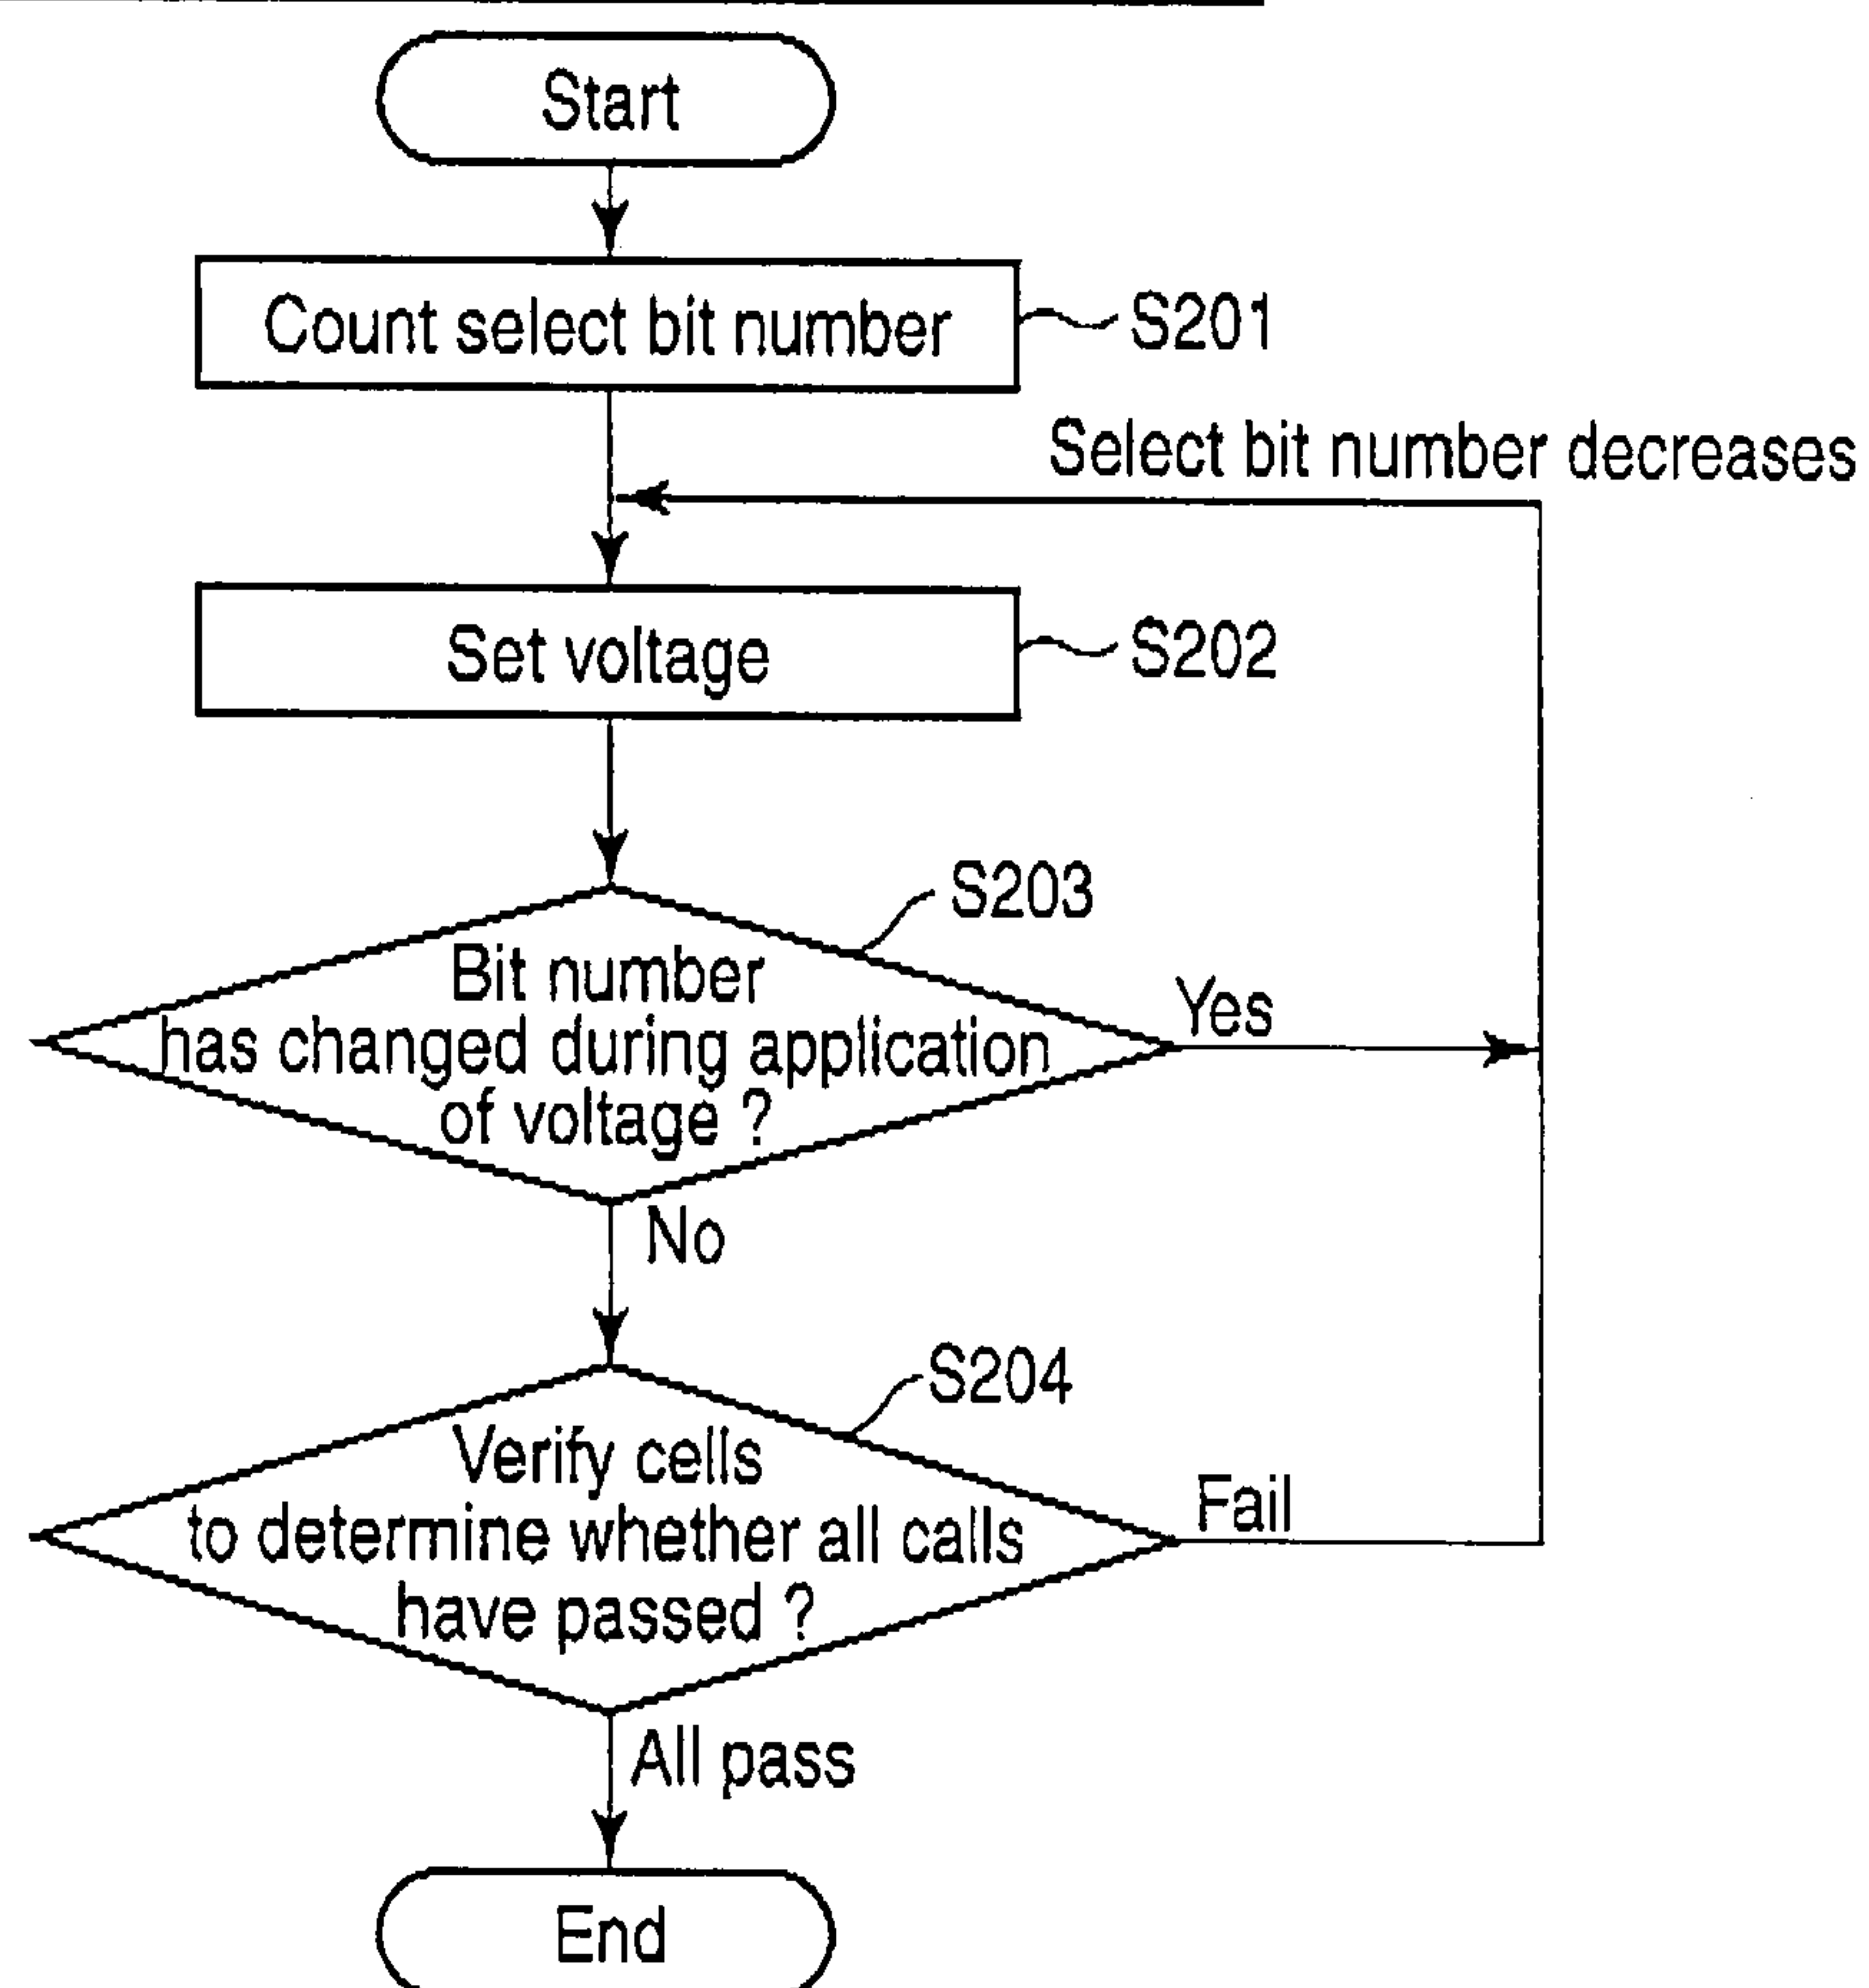 Start
Count select bit number
S201
Select bit number decreases
Set voltage
S202
S203
Bit number
has changed during application
of voltage ?
Yes
No
S204
Verify cells
to determine whether all calls
have passed ?
Fail
All pass
End